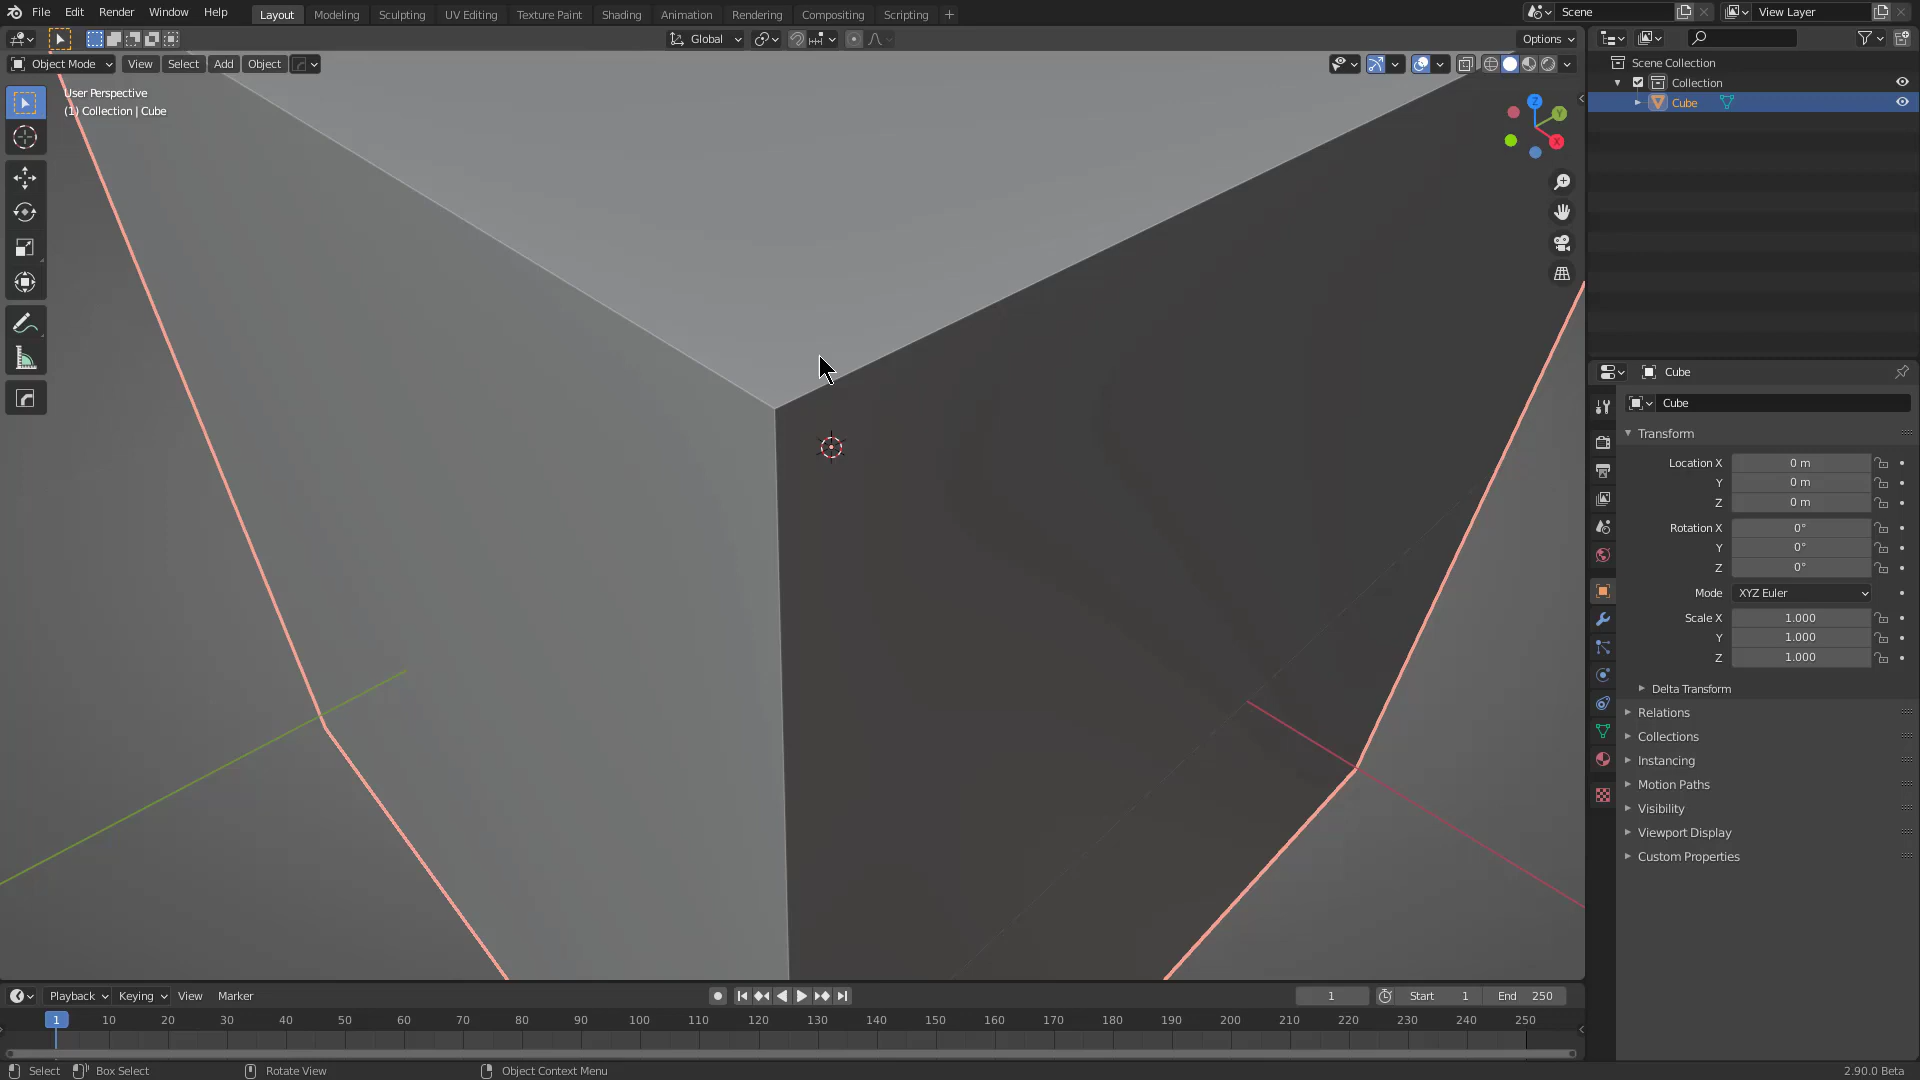 File Edit Render Window Help Layout Modeling Sculpting UV Editing Texture Paint Shading Animation Rendering Compositing Scripting + Scene View Layer
Global Options
Object Mode View Select Add Object
User Perspective
(1) Collection | Cube
Z
Y
X
Scene Collection
Collection
Cube
Cube
Cube
Transform
Location X 0 m
Y 0 m
Z 0 m
Rotation X 0°
Y 0°
Z 0°
Mode XYZ Euler
Scale X 1.000
Y 1.000
Z 1.000
Delta Transform
Relations
Collections
Instancing
Motion Paths
Visibility
Viewport Display
Custom Properties
Playback Keying View Marker 1 Start 1 End 250
1 10 20 30 40 50 60 70 80 90 100 110 120 130 140 150 160 170 180 190 200 210 220 230 240 250
Select Box Select Rotate View Object Context Menu 2.90.0 Beta